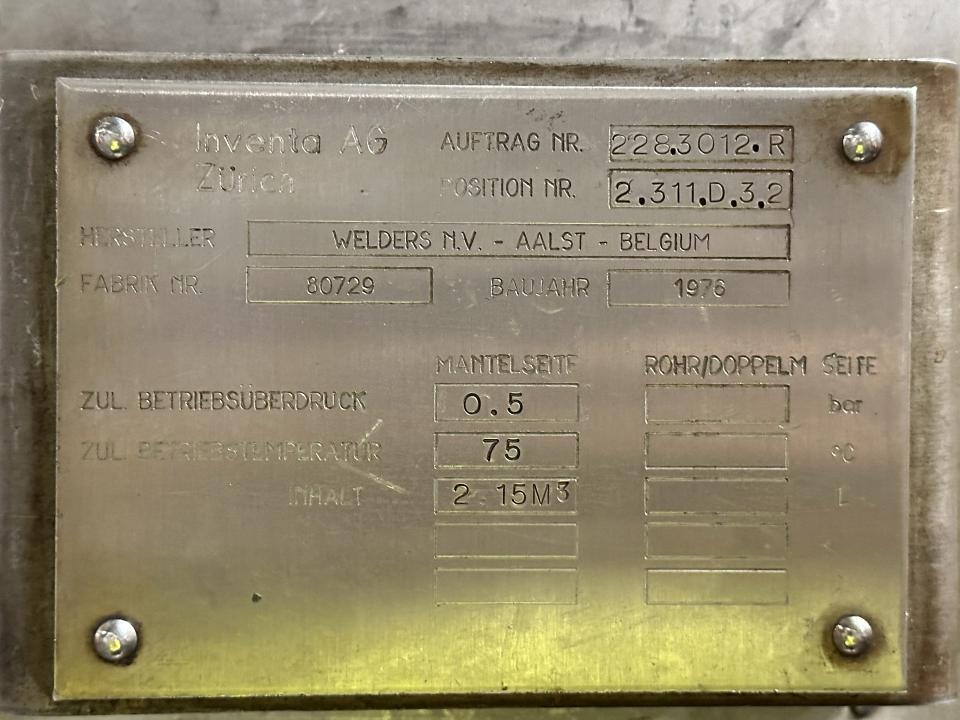 Inventa AG AUFTRAG NR. 228.3012.R
Zürich POSITION NR. 2.311.D.3.2
HERSTELLER WELDERS N.V. - AALST - BELGIUM
FABRIK NR. 80729 BAUJAHR 1976
MANTELSEITE ROHR/DOPPELM SEITE
ZUL. BETRIEBSÜBERDRUCK 0.5 bar
ZUL. BETRIEBSTEMPERATUR 75 °C
INHALT 2.15M³ L